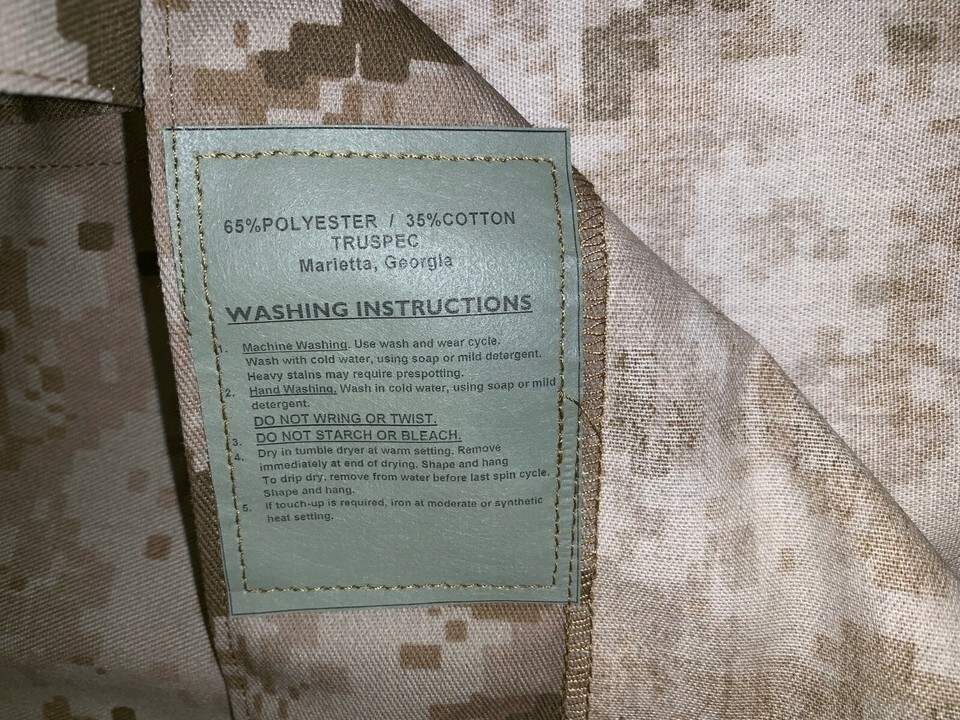 65%POLYESTER / 35%COTTON
TRUSPEC
Marietta, Georgia
WASHING INSTRUCTIONS
1. Machine Washing. Use wash and wear cycle.
Wash with cold water, using soap or mild detergent.
Heavy stains may require prespotting.
2. Hand Washing. Wash in cold water, using soap or mild
detergent.
DO NOT WRING OR TWIST.
3. DO NOT STARCH OR BLEACH.
4. Dry in tumble dryer at warm setting. Remove
immediately at end of drying. Shape and hang
To drip dry, remove from water before last spin cycle.
Shape and hang.
5. If touch-up is required, iron at moderate or synthetic
heat setting.